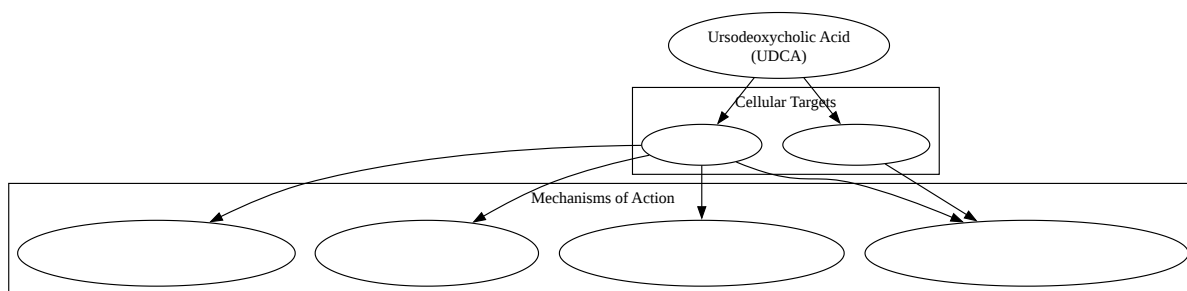 Ursodeoxycholic Acid
(UDCA)
Cellular Targets
Mechanisms of Action